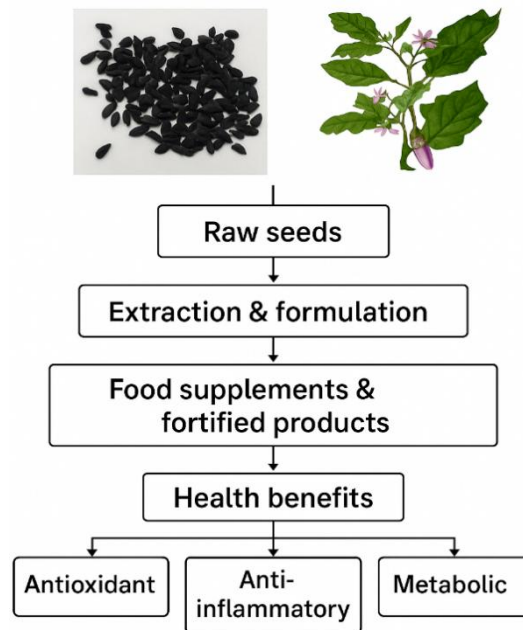 Raw seeds
Extraction & formulation
Food supplements &
fortified products
Health benefits
Antioxidant
Anti-
inflammatory
Metabolic